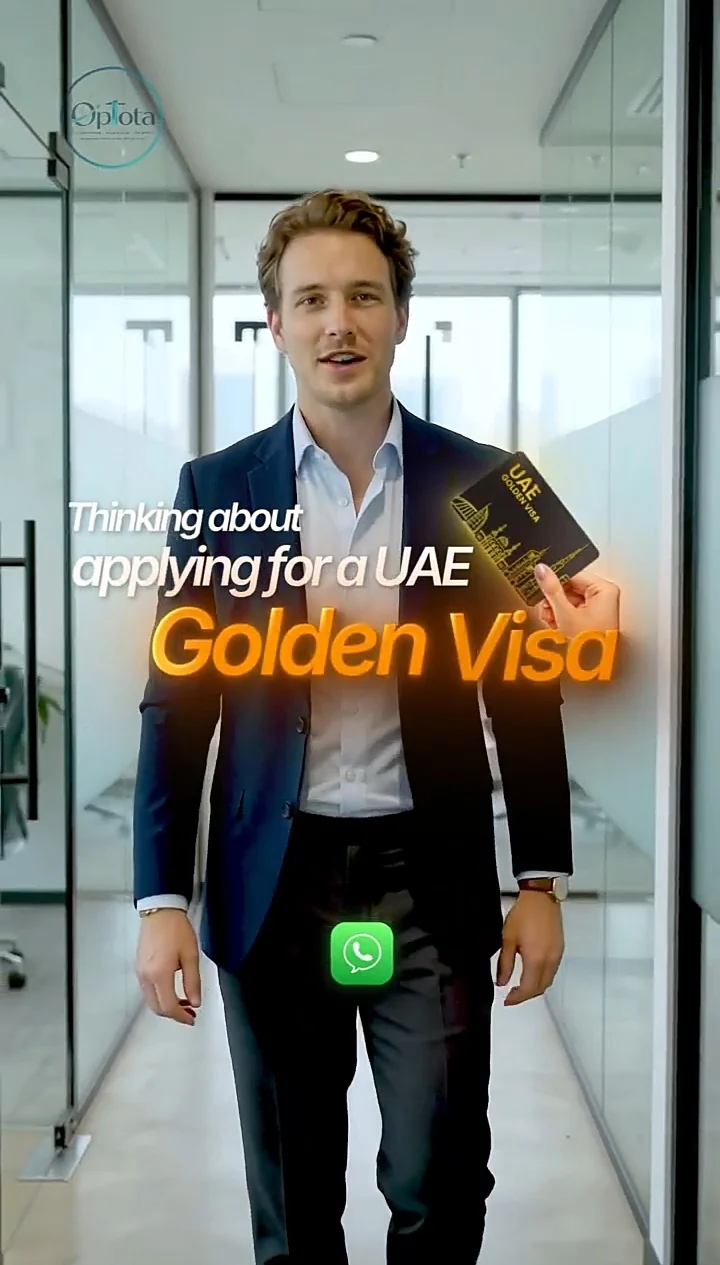 OpTota
Thinking about
applying for a UAE
Golden Visa
UAE
GOLDEN VISA